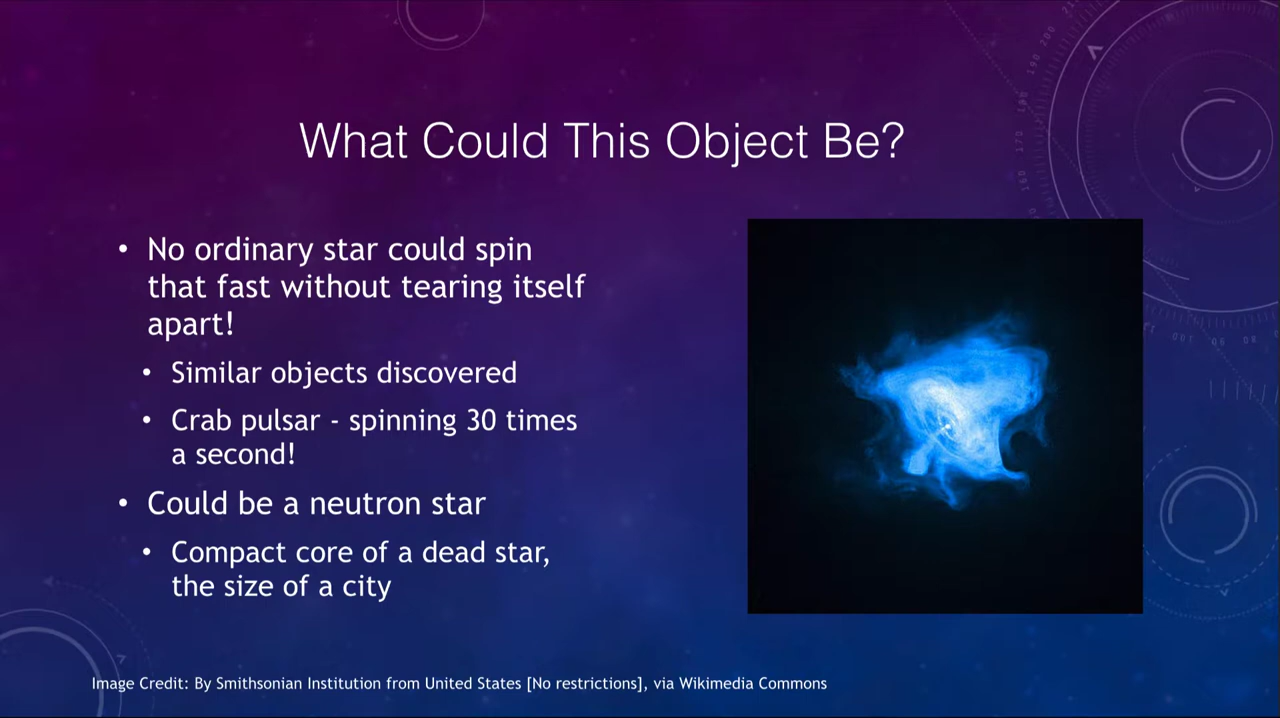 What Could This Object Be?
• No ordinary star could spin
that fast without tearing itself
apart!
• Similar objects discovered
• Crab pulsar - spinning 30 times
a second!
• Could be a neutron star
• Compact core of a dead star,
the size of a city
Image Credit: By Smithsonian Institution from United States [No restrictions], via Wikimedia Commons